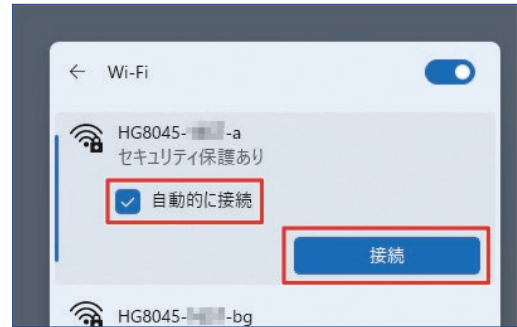 Wi-Fi
HG8045- -a
セキュリティ保護あり
自動的に接続
接続
HG8045- -bg